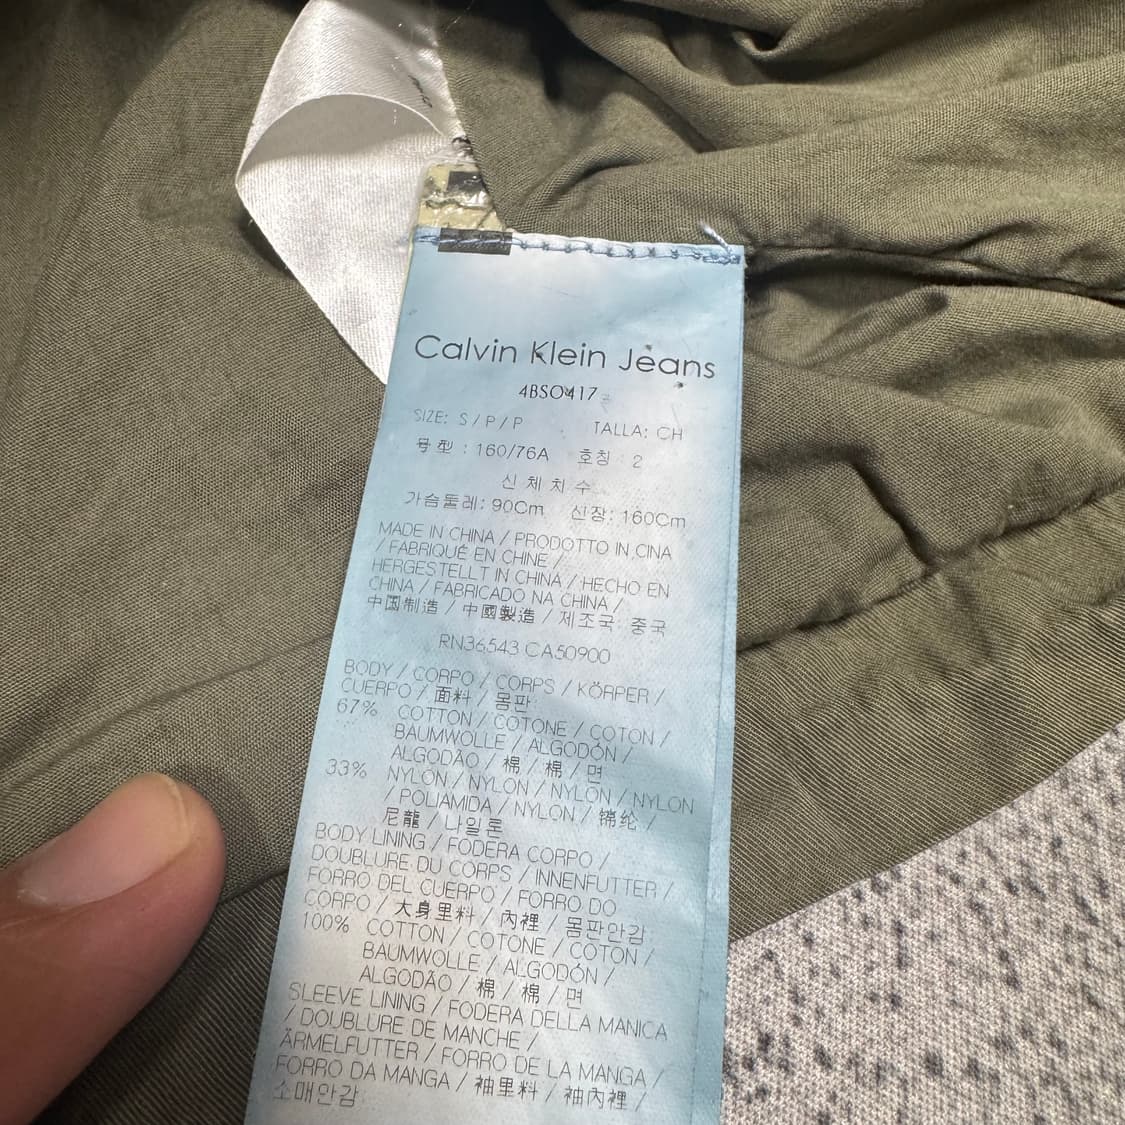 Calvin Klein Jeans
4BSO417
SIZE: S / P / P TALLA: CH
号型 : 160/76A 호칭 : 2
신 체 치 수
가슴둘레: 90Cm 신장: 160Cm
MADE IN CHINA / PRODOTTO IN CINA
/ FABRIQUÉ EN CHINE /
HERGESTELLT IN CHINA / HECHO EN
CHINA / FABRICADO NA CHINA /
中国制造 / 中國製造 / 제조국: 중국
RN36543 CA50900
BODY / CORPO / CORPS / KÖRPER /
CUERPO / 面料 / 몸판
67% COTTON / COTONE / COTON /
BAUMWOLLE / ALGODÓN /
ALGODÃO / 棉 / 棉 / 면
33% NYLON / NYLON / NYLON / NYLON
/ POLIAMIDA / NYLON / 锦纶 /
尼龍 / 나일론
BODY LINING / FODERA CORPO /
DOUBLURE DU CORPS / INNENFUTTER /
FORRO DEL CUERPO / FORRO DO
CORPO / 大身里料 / 內裡 / 몸판안감
100% COTTON / COTONE / COTON /
BAUMWOLLE / ALGODÓN /
ALGODÃO / 棉 / 棉 / 면
SLEEVE LINING / FODERA DELLA MANICA
/ DOUBLURE DE MANCHE /
ÄRMELFUTTER / FORRO DE LA MANGA /
FORRO DA MANGA / 袖里料 / 袖內裡 /
소매안감